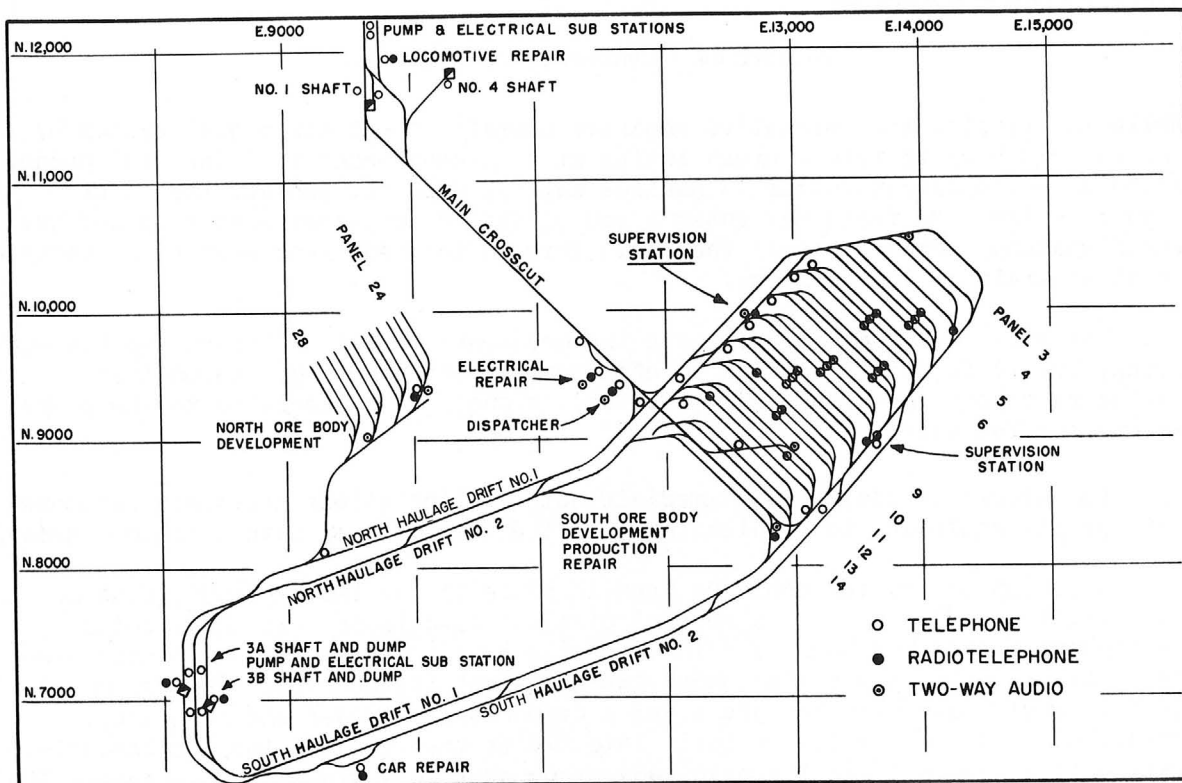 E.9000
PUMP & ELECTRICAL SUB STATIONS
E.13,000
E.14,000
E.15,000
N.12,000
LOCOMOTIVE REPAIR
NO. 1 SHAFT
NO. 4 SHAFT
N.11,000
MAIN CROSSCUT
PANEL 24
28
SUPERVISION
STATION
N.10,000
PANEL 3
4
5
6
9
10
11
12
13
14
ELECTRICAL
REPAIR
DISPATCHER
NORTH ORE BODY
DEVELOPMENT
N.9000
SUPERVISION
STATION
NORTH HAULAGE DRIFT NO.1
NORTH HAULAGE DRIFT NO. 2
SOUTH ORE BODY
DEVELOPMENT
PRODUCTION
REPAIR
N.8000
3A SHAFT AND DUMP
PUMP AND ELECTRICAL SUB STATION
3B SHAFT AND DUMP
N.7000
SOUTH HAULAGE DRIFT NO. 1
SOUTH HAULAGE DRIFT NO. 2
CAR REPAIR
TELEPHONE
RADIOTELEPHONE
TWO-WAY AUDIO